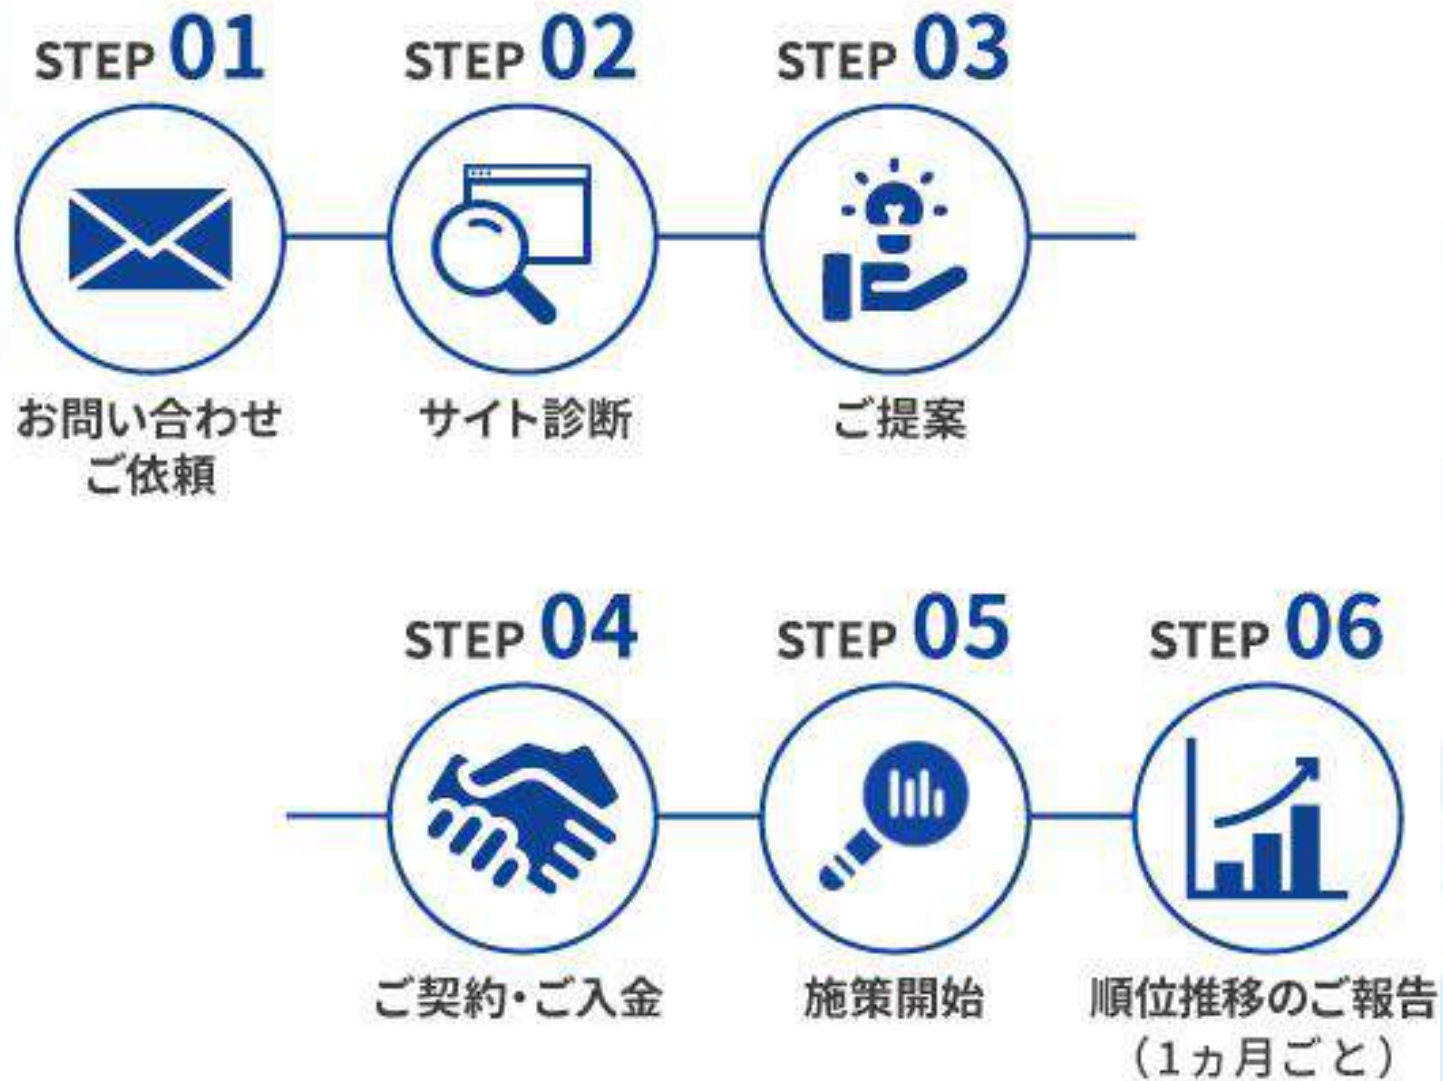 STEP 01
お問い合わせ
ご依頼
STEP 02
サイト診断
STEP 03
ご提案
STEP 04
ご契約・ご入金
STEP 05
施策開始
STEP 06
順位推移のご報告
（1ヵ月ごと）